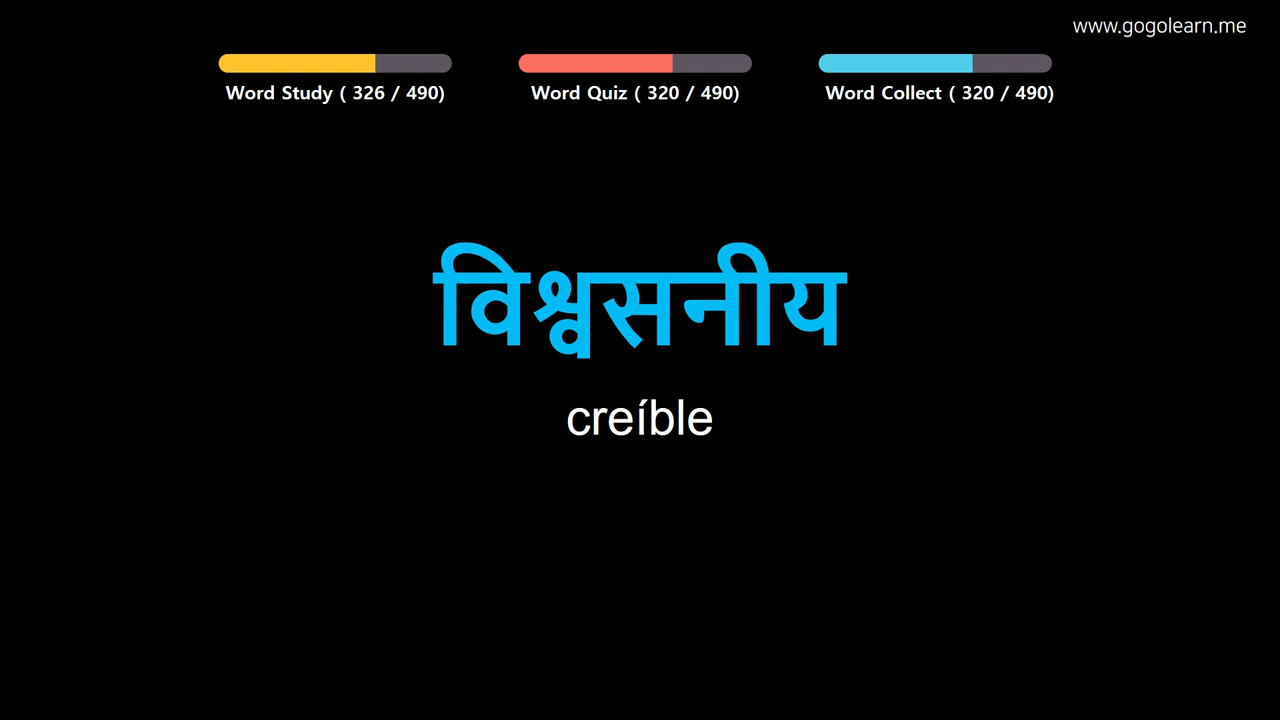 www.gogolearn.me
Word Study ( 326 / 490)
Word Quiz ( 320 / 490)
Word Collect ( 320 / 490)
विश्वसनीय
creíble